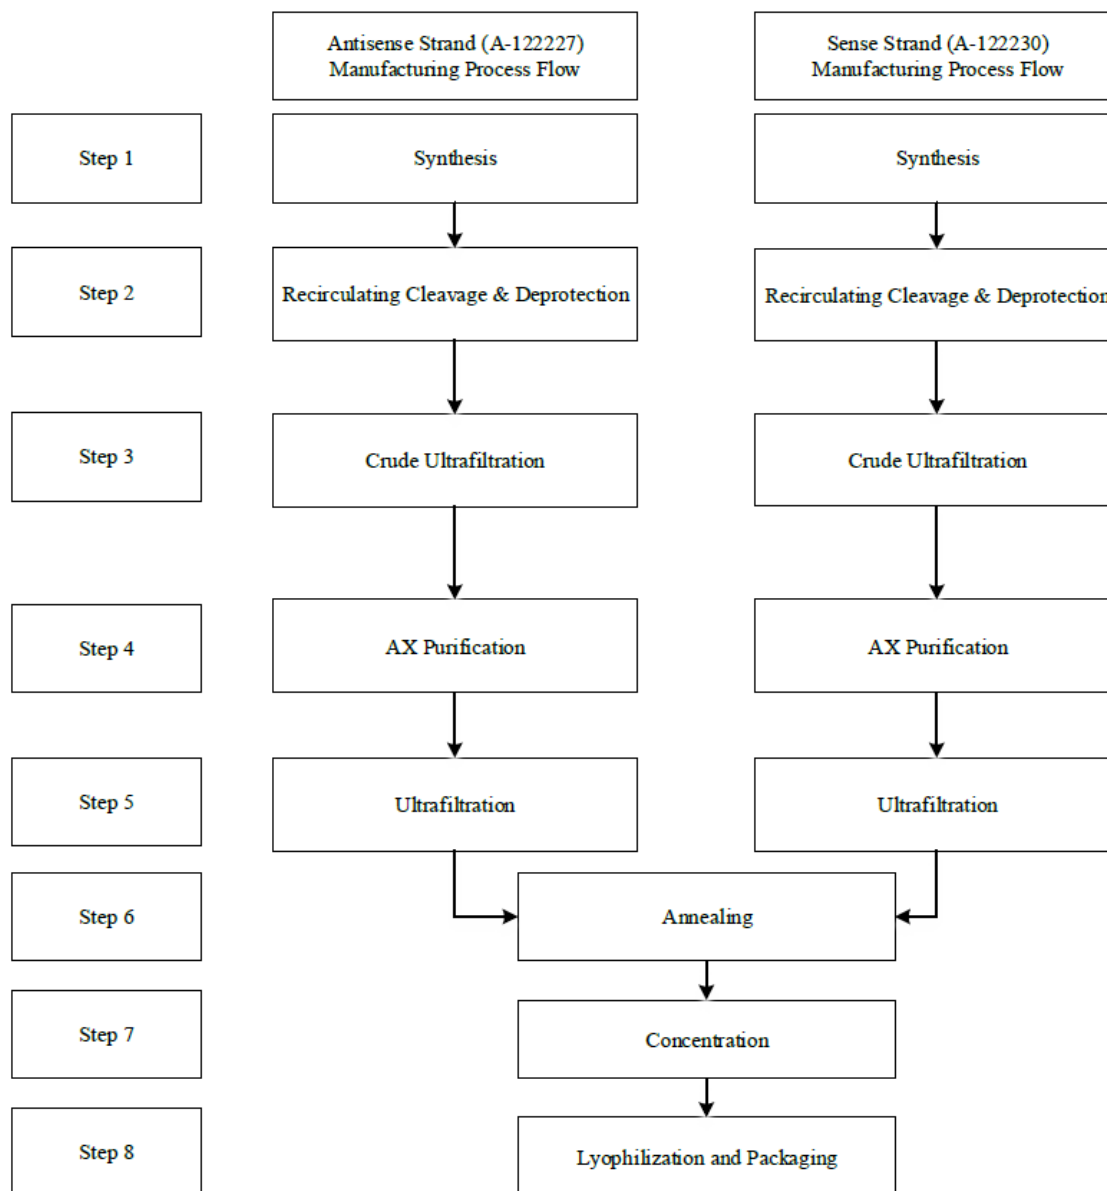 Antisense Strand (A-122227)
Manufacturing Process Flow
Sense Strand (A-122230)
Manufacturing Process Flow
Step 1
Synthesis
Synthesis
Step 2
Recirculating Cleavage & Deprotection
Recirculating Cleavage & Deprotection
Step 3
Crude Ultrafiltration
Crude Ultrafiltration
Step 4
AX Purification
AX Purification
Step 5
Ultrafiltration
Ultrafiltration
Step 6
Annealing
Step 7
Concentration
Step 8
Lyophilization and Packaging